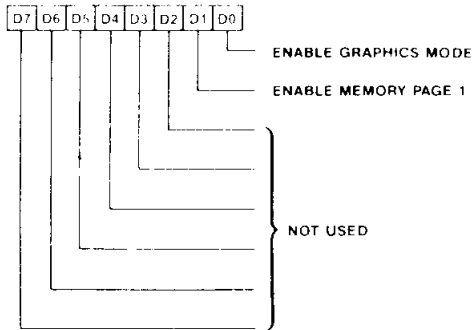 D7 D6 D5 D4 D3 D2 D1 D0
ENABLE GRAPHICS MODE
ENABLE MEMORY PAGE 1
NOT USED